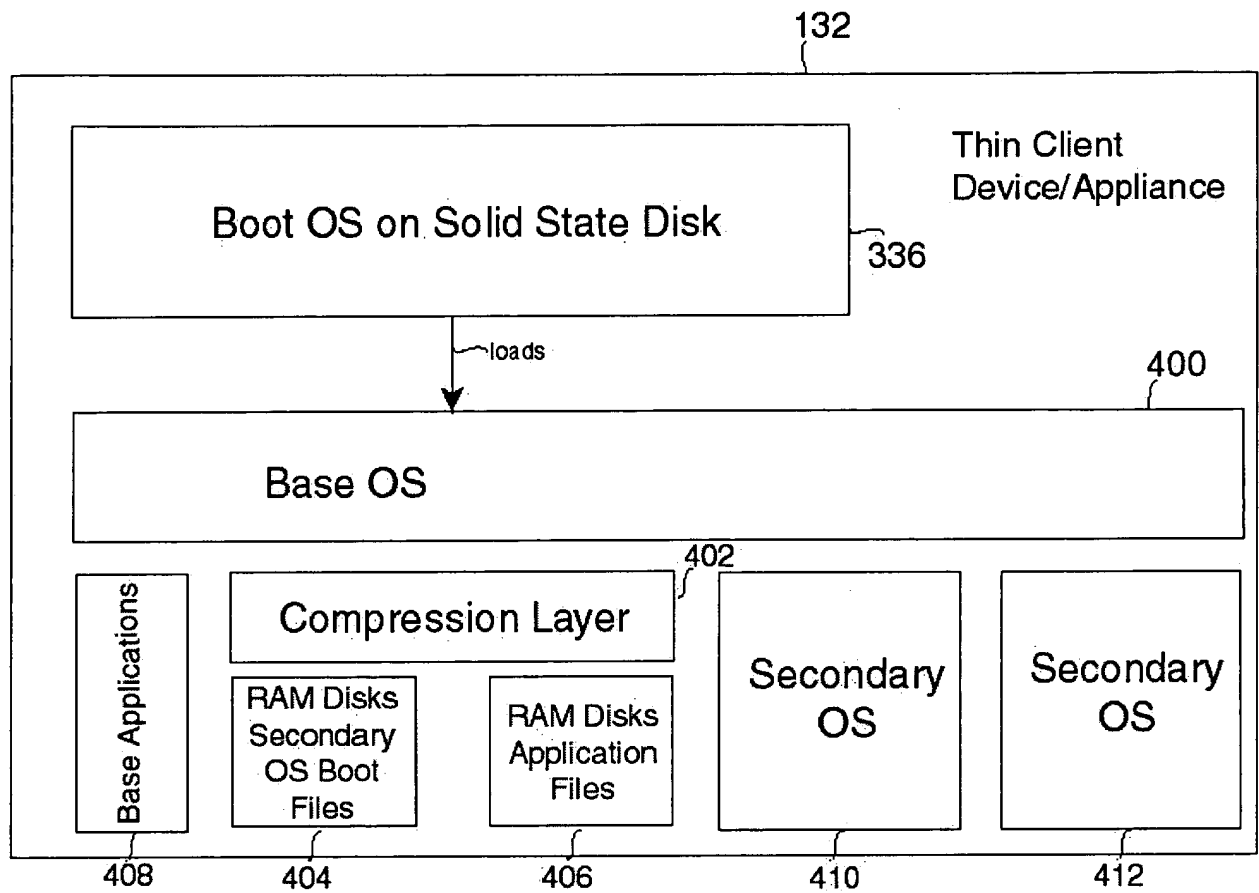 132
Thin Client
Device/Appliance
Boot OS on Solid State Disk
336
loads
400
Base OS
402
Compression Layer
Base Applications
RAM Disks
Secondary
OS Boot
Files
RAM Disks
Application
Files
Secondary
OS
Secondary
OS
408
404
406
410
412